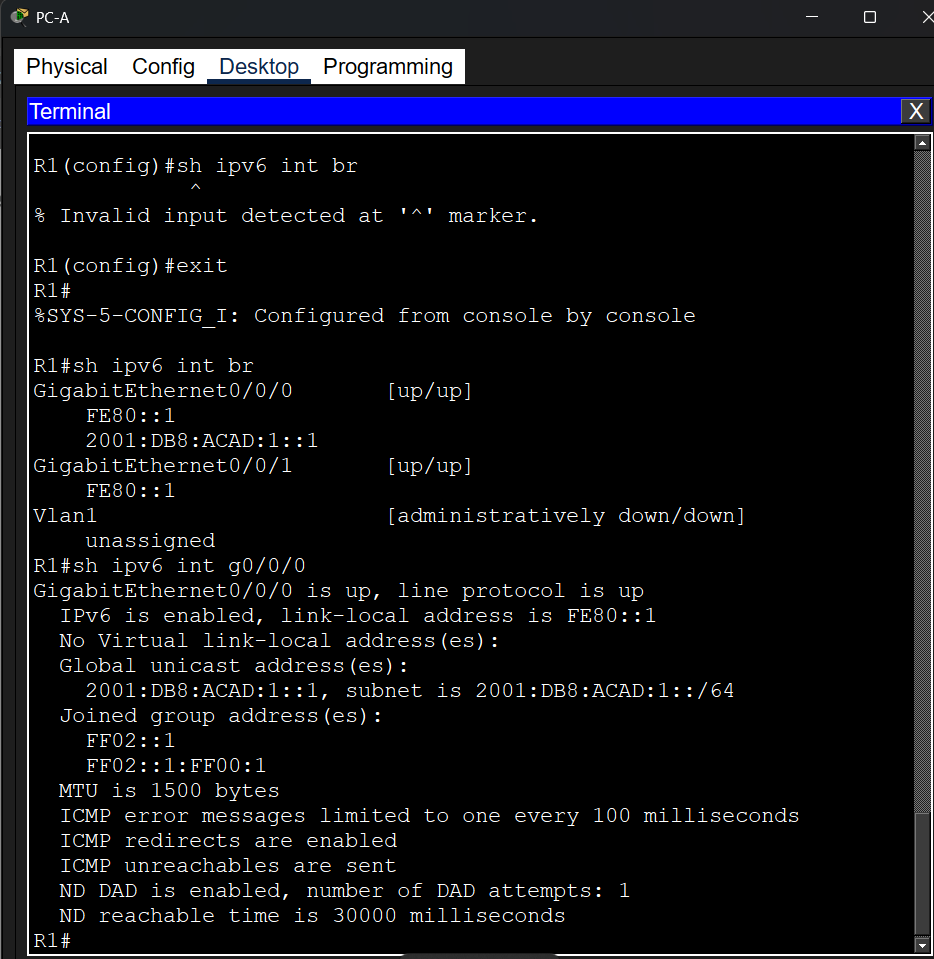 PC-A
Physical Config Desktop Programming
Terminal X
R1(config)#sh ipv6 int br
^
% Invalid input detected at '^' marker.
R1(config)#exit
R1#
%SYS-5-CONFIG_I: Configured from console by console
R1#sh ipv6 int br
GigabitEthernet0/0/0 [up/up]
FE80::1
2001:DB8:ACAD:1::1
GigabitEthernet0/0/1 [up/up]
FE80::1
Vlan1 [administratively down/down]
unassigned
R1#sh ipv6 int g0/0/0
GigabitEthernet0/0/0 is up, line protocol is up
IPv6 is enabled, link-local address is FE80::1
No Virtual link-local address(es):
Global unicast address(es):
2001:DB8:ACAD:1::1, subnet is 2001:DB8:ACAD:1::/64
Joined group address(es):
FF02::1
FF02::1:FF00:1
MTU is 1500 bytes
ICMP error messages limited to one every 100 milliseconds
ICMP redirects are enabled
ICMP unreachables are sent
ND DAD is enabled, number of DAD attempts: 1
ND reachable time is 30000 milliseconds
R1#